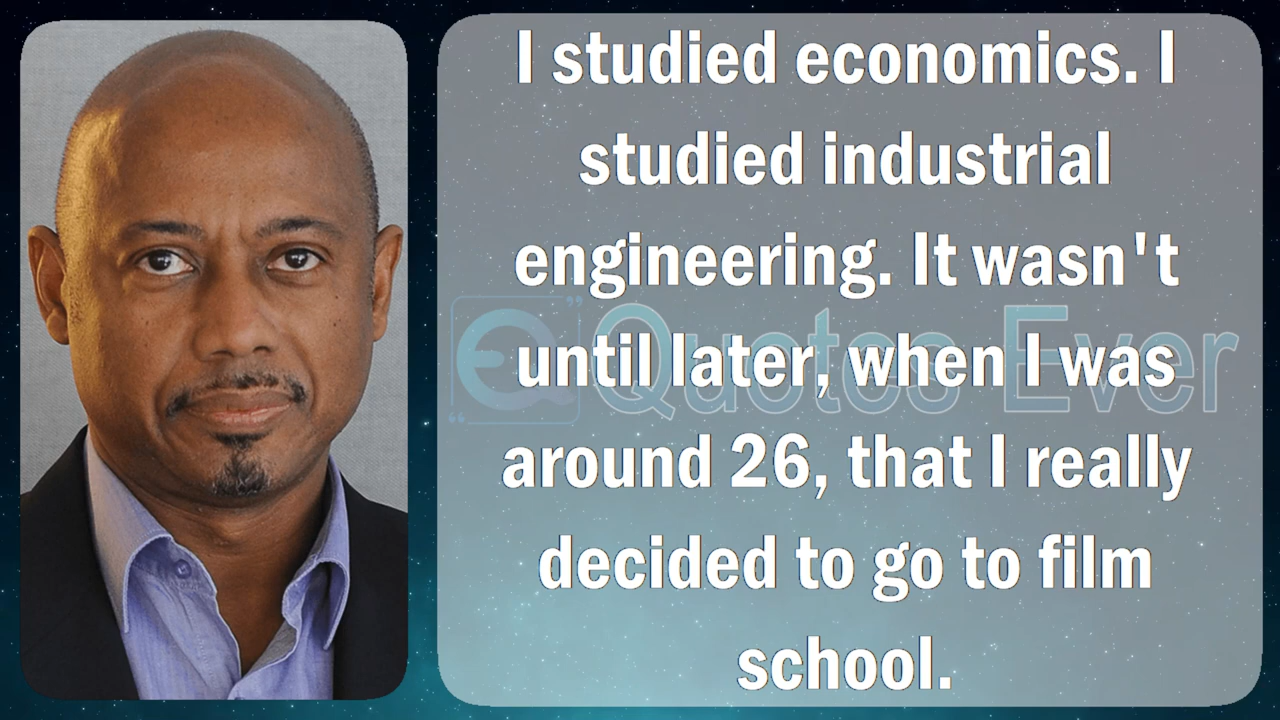 I studied economics. I
studied industrial
engineering. It wasn't
until later, when I was
around 26, that I really
decided to go to film
school.
EQ Quotes Ever